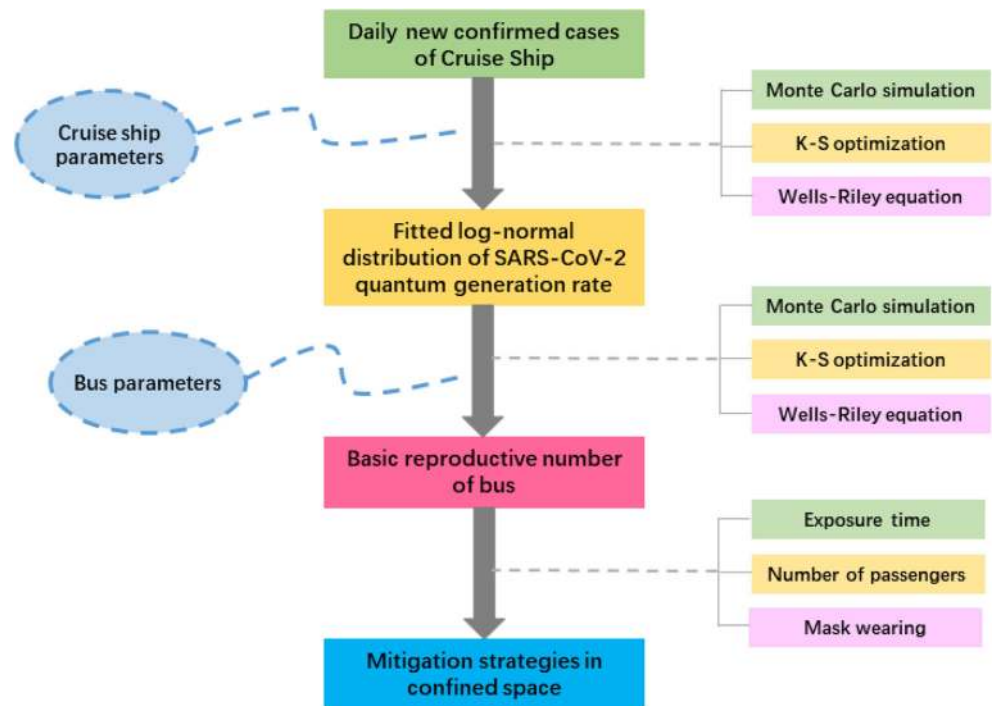 Daily new confirmed cases
of Cruise Ship
Monte Carlo simulation
Cruise ship
parameters
K-S optimization
Wells-Riley equation
Fitted log-normal
distribution of SARS-CoV-2
quantum generation rate
Monte Carlo simulation
K-S optimization
Bus parameters
Wells-Riley equation
Basic reproductive number
of bus
Exposure time
Number of passengers
Mask wearing
Mitigation strategies in
confined space